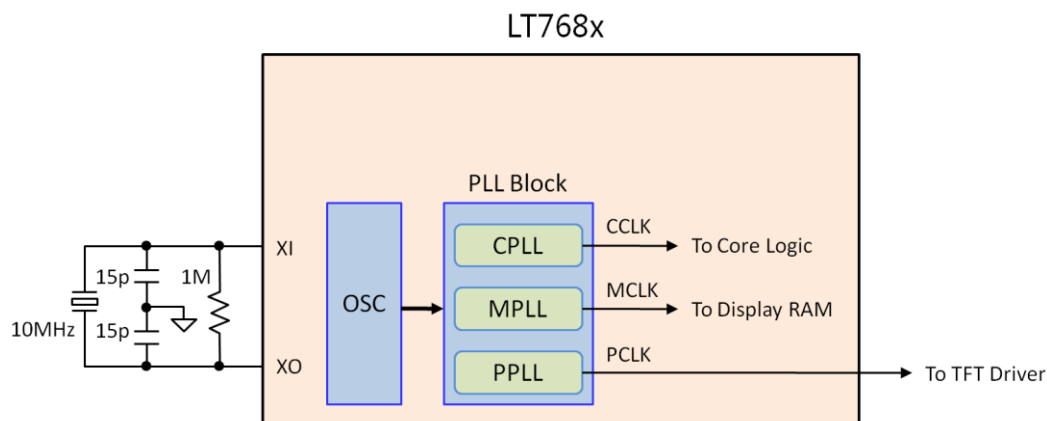 LT768x
PLL Block
XI
CPLL
CCLK
To Core Logic
15p
1M
OSC
MPLL
MCLK
To Display RAM
10MHz
15p
XO
PPLL
PCLK
To TFT Driver